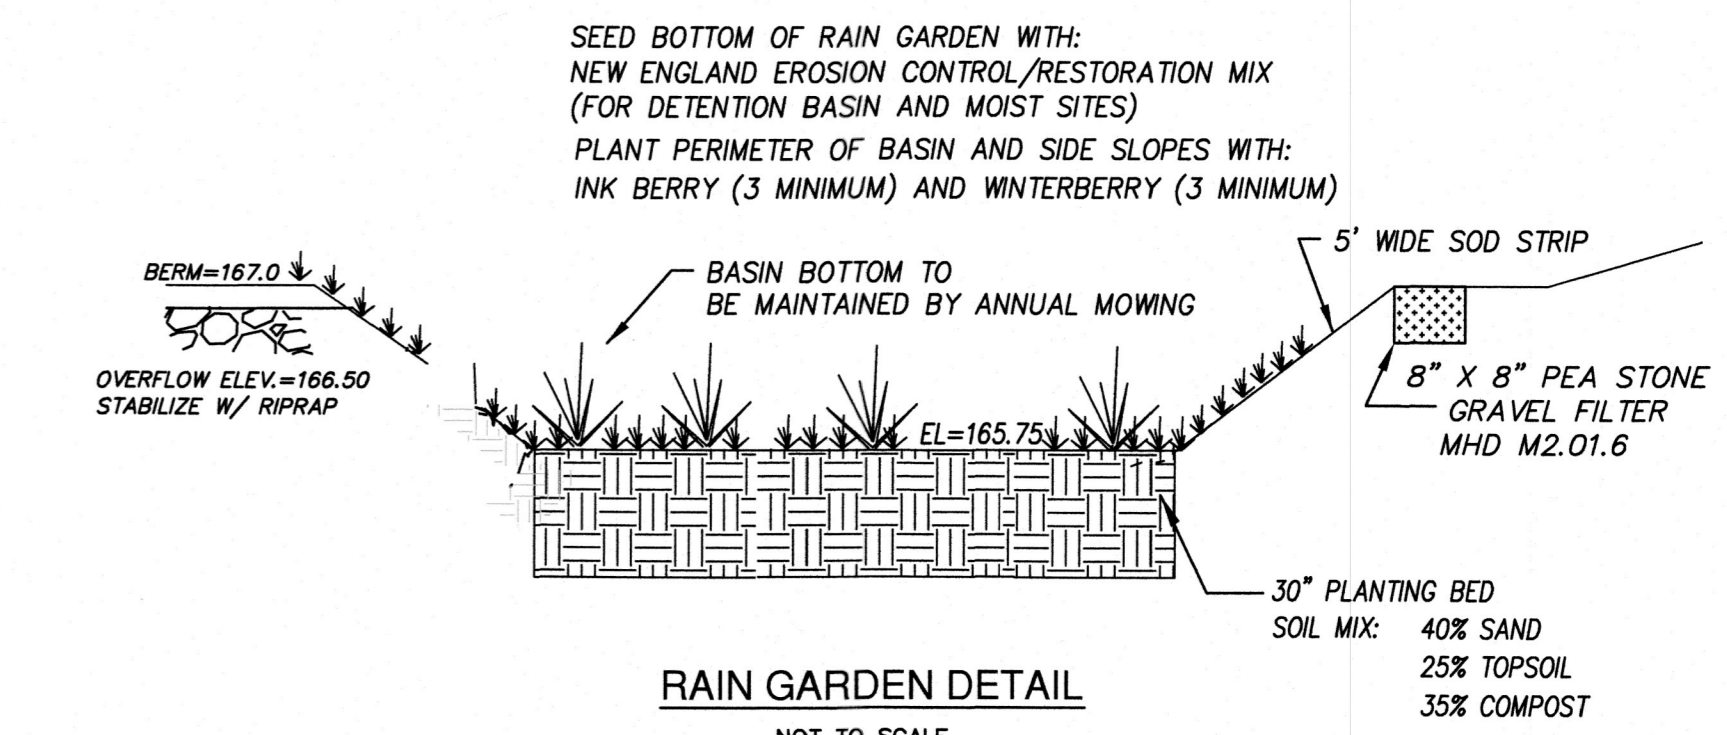 SEED BOTTOM OF RAIN GARDEN WITH:
NEW ENGLAND EROSION CONTROL/RESTORATION MIX
(FOR DETENTION BASIN AND MOIST SITES)
PLANT PERIMETER OF BASIN AND SIDE SLOPES WITH:
INK BERRY (3 MINIMUM) AND WINTERBERRY (3 MINIMUM)
5' WIDE SOD STRIP
BERM=167.0
BASIN BOTTOM TO
BE MAINTAINED BY ANNUAL MOWING
OVERFLOW ELEV.=166.50
STABILIZE W/ RIPRAP
8" X 8" PEA STONE
GRAVEL FILTER
MHD M2.01.6
EL=165.75
30" PLANTING BED
SOIL MIX: 40% SAND
25% TOPSOIL
35% COMPOST
RAIN GARDEN DETAIL
NOT TO SCALE